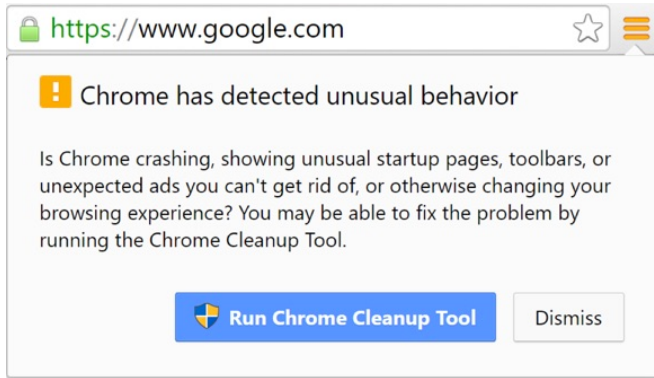 https://www.google.com
Chrome has detected unusual behavior
Is Chrome crashing, showing unusual startup pages, toolbars, or
unexpected ads you can't get rid of, or otherwise changing your
browsing experience? You may be able to fix the problem by
running the Chrome Cleanup Tool.
Run Chrome Cleanup Tool Dismiss